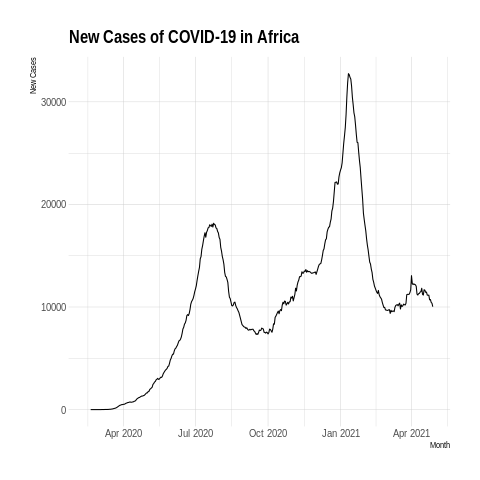 New Cases of COVID-19 in Africa
New Cases
30000
20000
10000
0
Apr 2020 Jul 2020 Oct 2020 Jan 2021 Apr 2021
Month